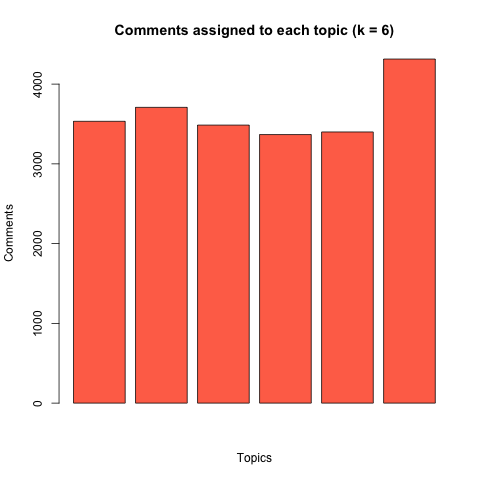 Comments assigned to each topic (k = 6)
Comments
4000
3000
2000
1000
0
Topics